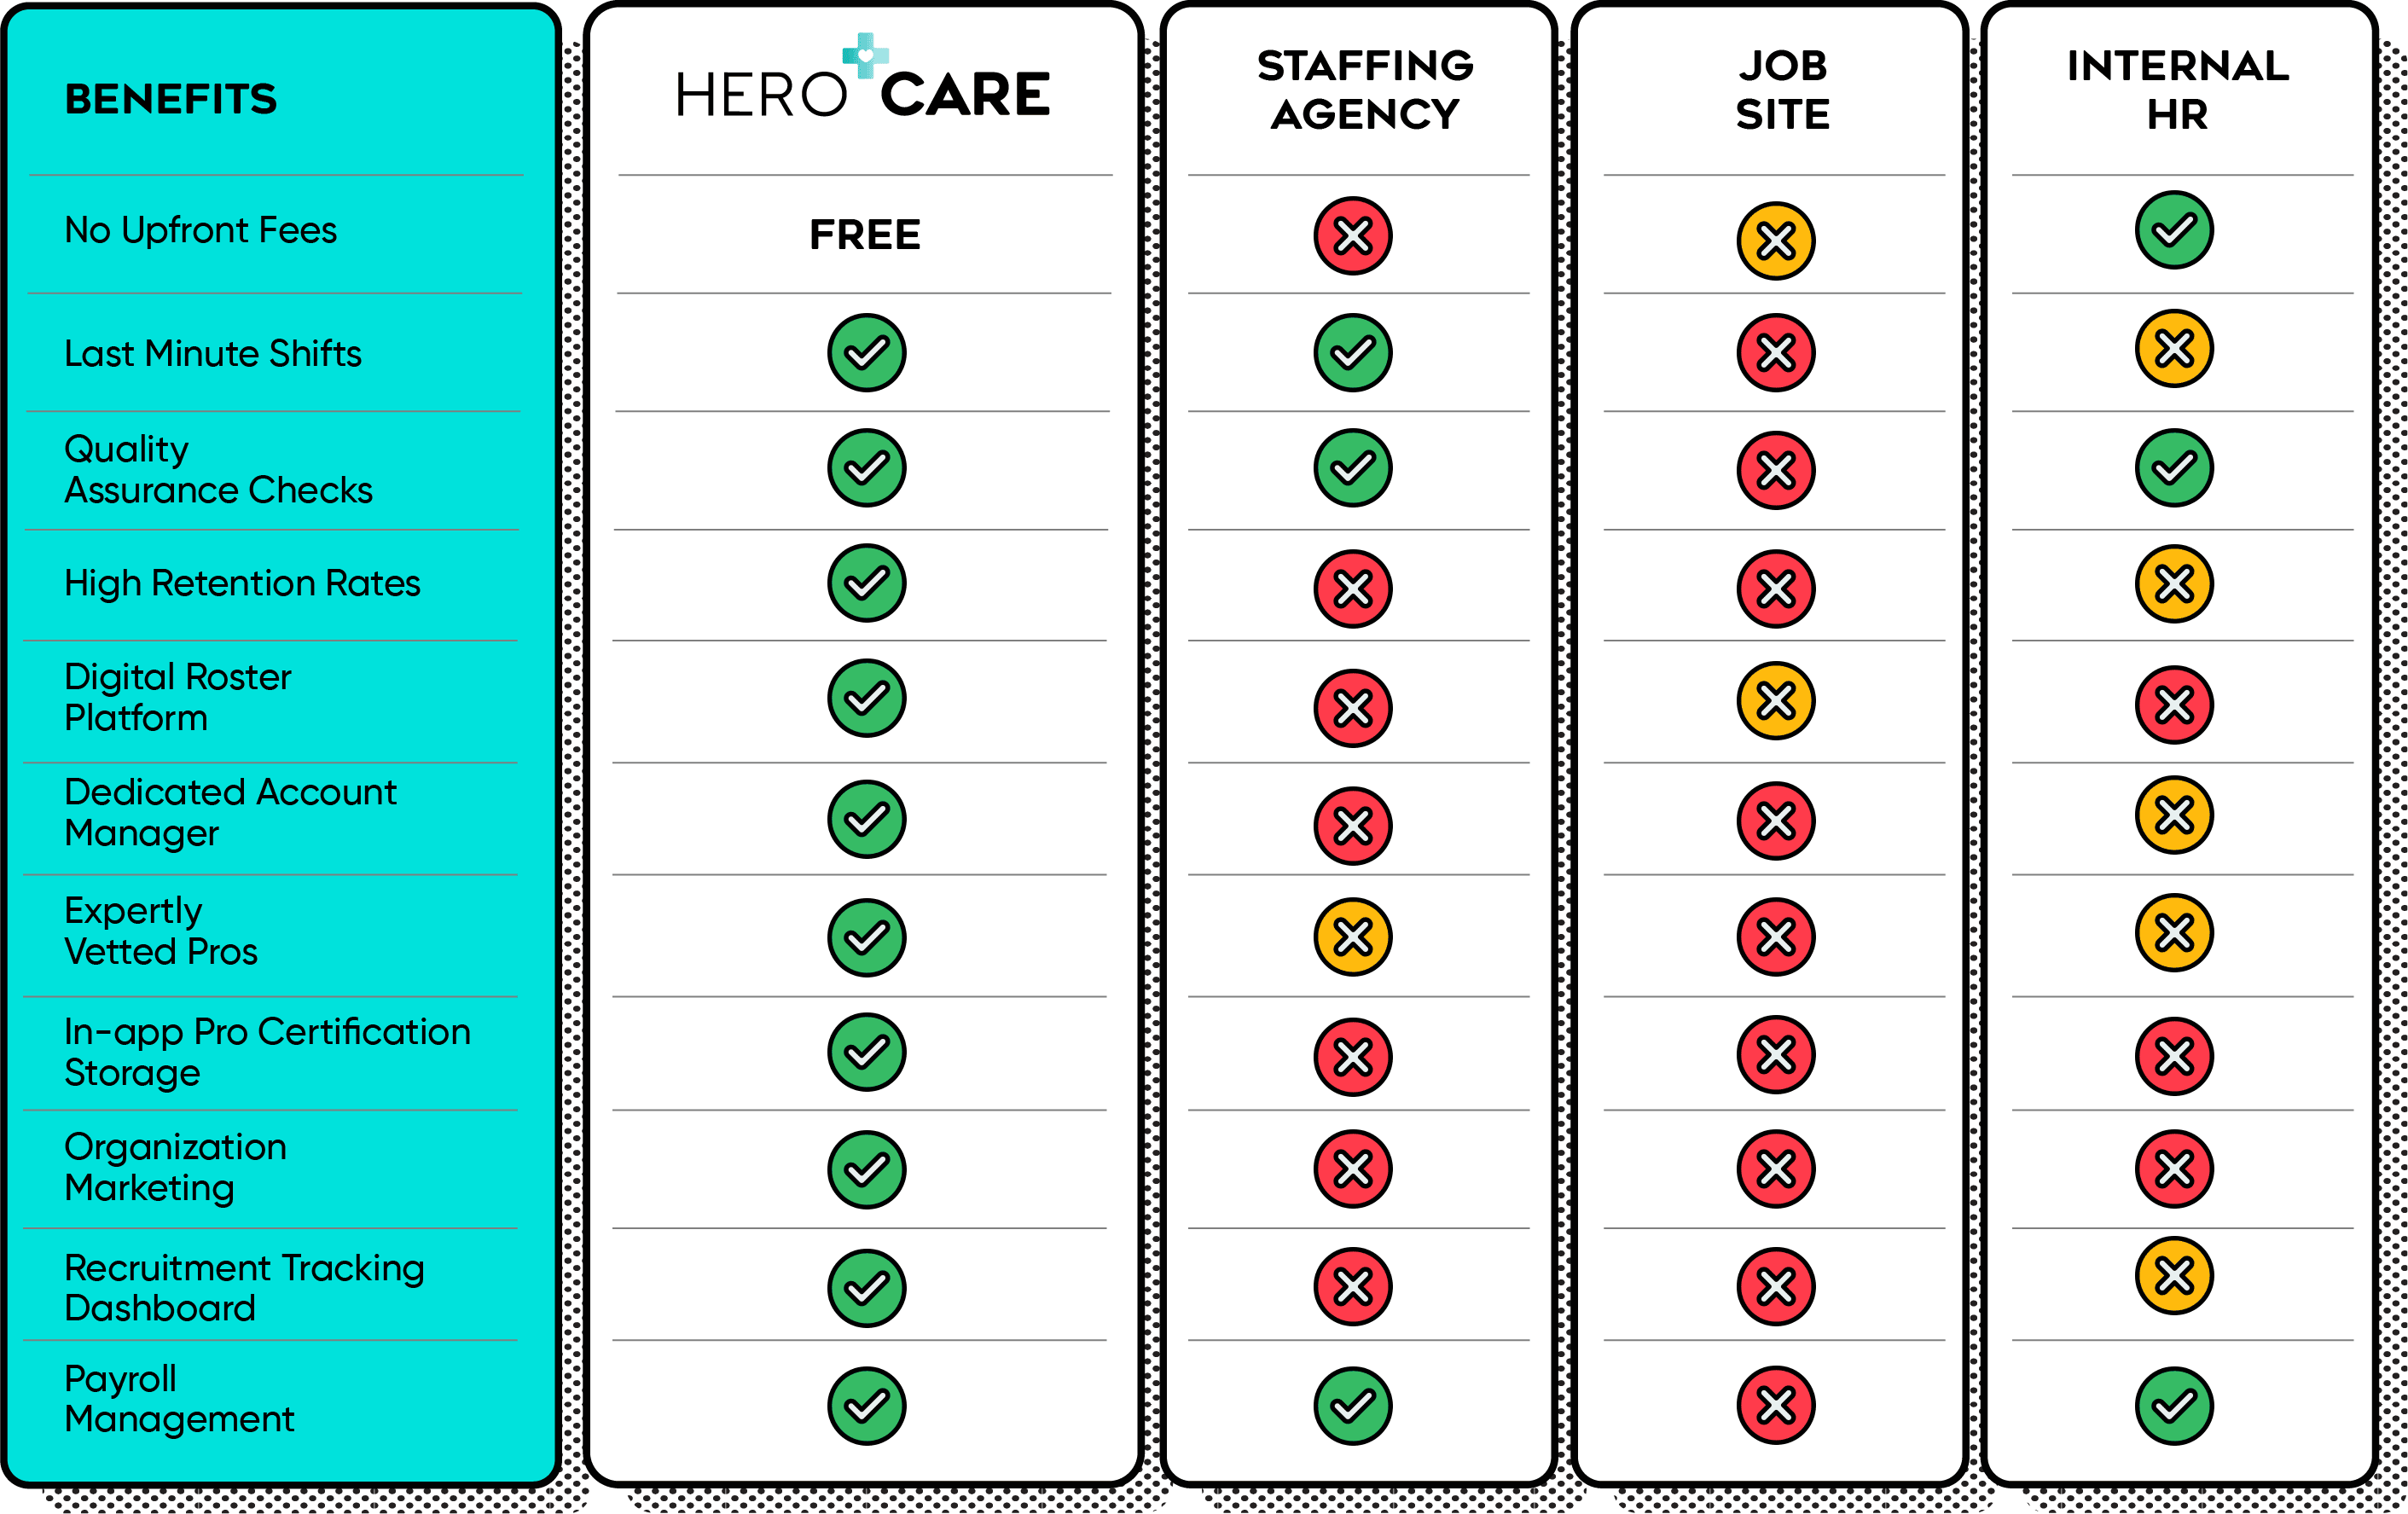 BENEFITS
HERO CARE
STAFFING
AGENCY
JOB
SITE
INTERNAL
HR
No Upfront Fees
FREE
Last Minute Shifts
Quality
Assurance Checks
High Retention Rates
Digital Roster
Platform
Dedicated Account
Manager
Expertly
Vetted Pros
In-app Pro Certification
Storage
Organization
Marketing
Recruitment Tracking
Dashboard
Payroll
Management